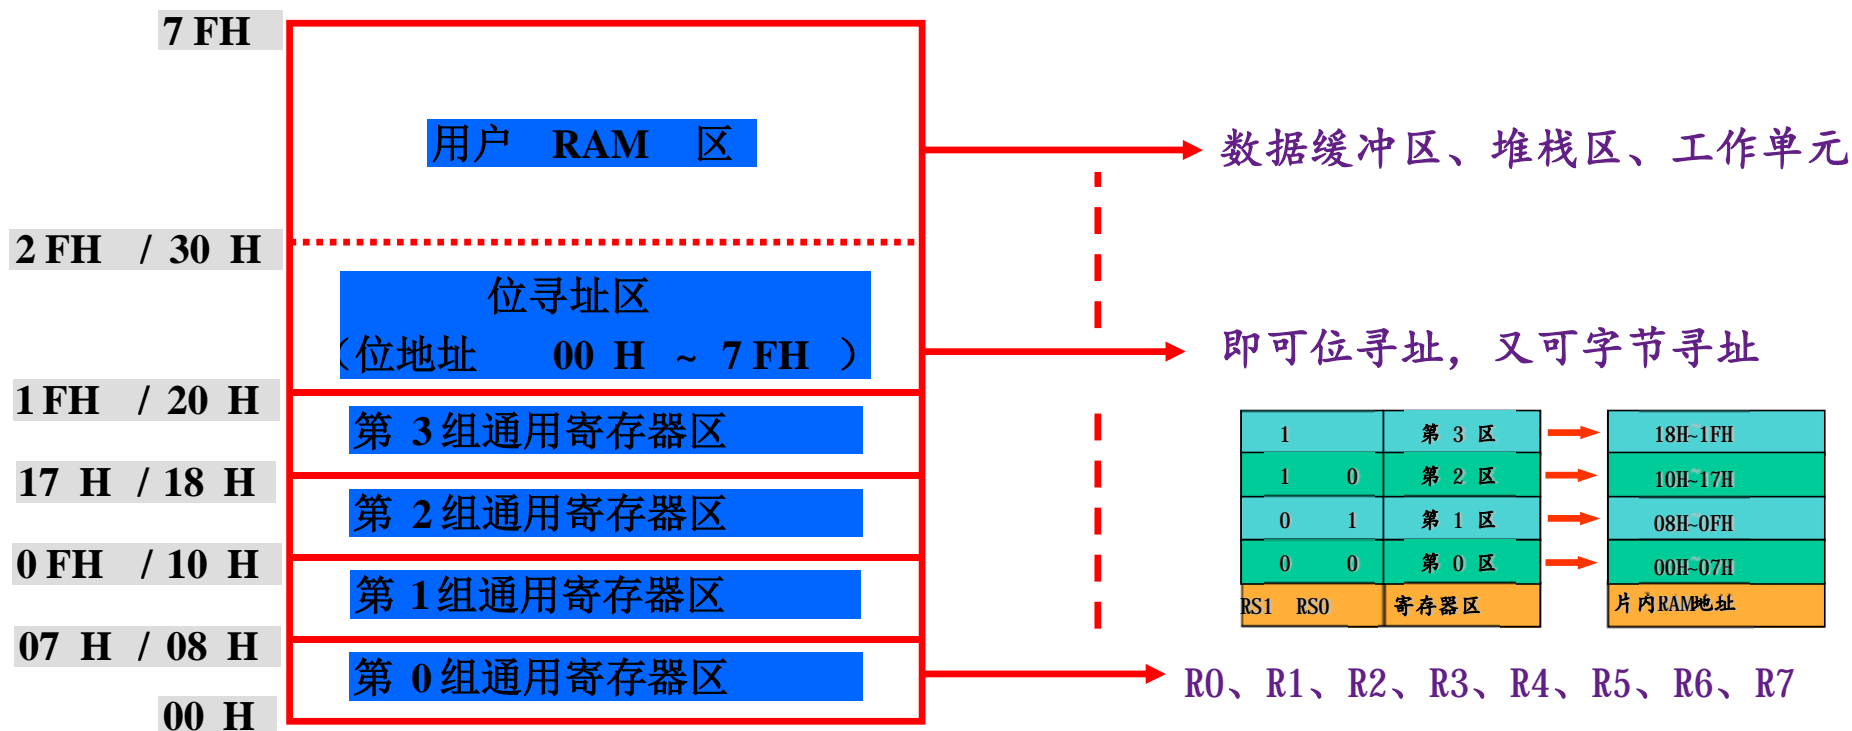 7 FH
用户 RAM 区
数据缓冲区、堆栈区、工作单元
2 FH / 30 H
位寻址区
（位地址 00 H ~ 7 FH ）
即可位寻址，又可字节寻址
1 FH / 20 H
第 3 组通用寄存器区
17 H / 18 H
第 2 组通用寄存器区
0 FH / 10 H
第 1 组通用寄存器区
07 H / 08 H
第 0 组通用寄存器区
00 H
1 第 3 区 18H~1FH
1 0 第 2 区 10H~17H
0 1 第 1 区 08H~0FH
0 0 第 0 区 00H~07H
RS1 RS0 寄存器区 片内RAM地址
R0、R1、R2、R3、R4、R5、R6、R7